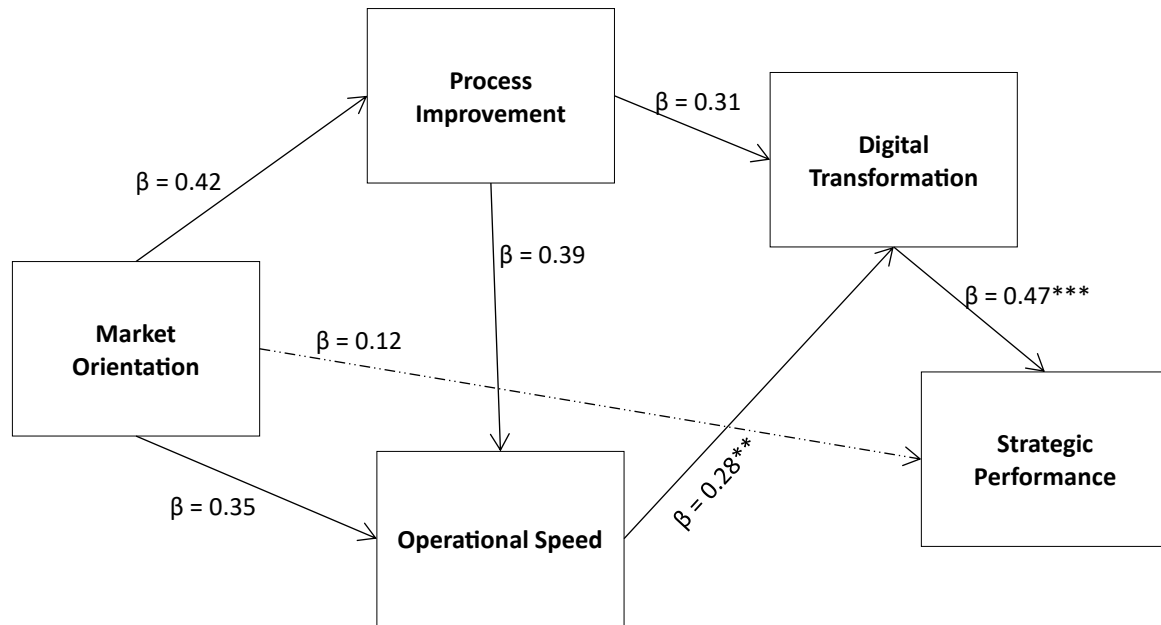 Process
Improvement
β = 0.31
Digital
Transformation
β = 0.42
β = 0.39
β = 0.47***
Market
Orientation
β = 0.12
β = 0.28**
Strategic
Performance
β = 0.35
Operational Speed